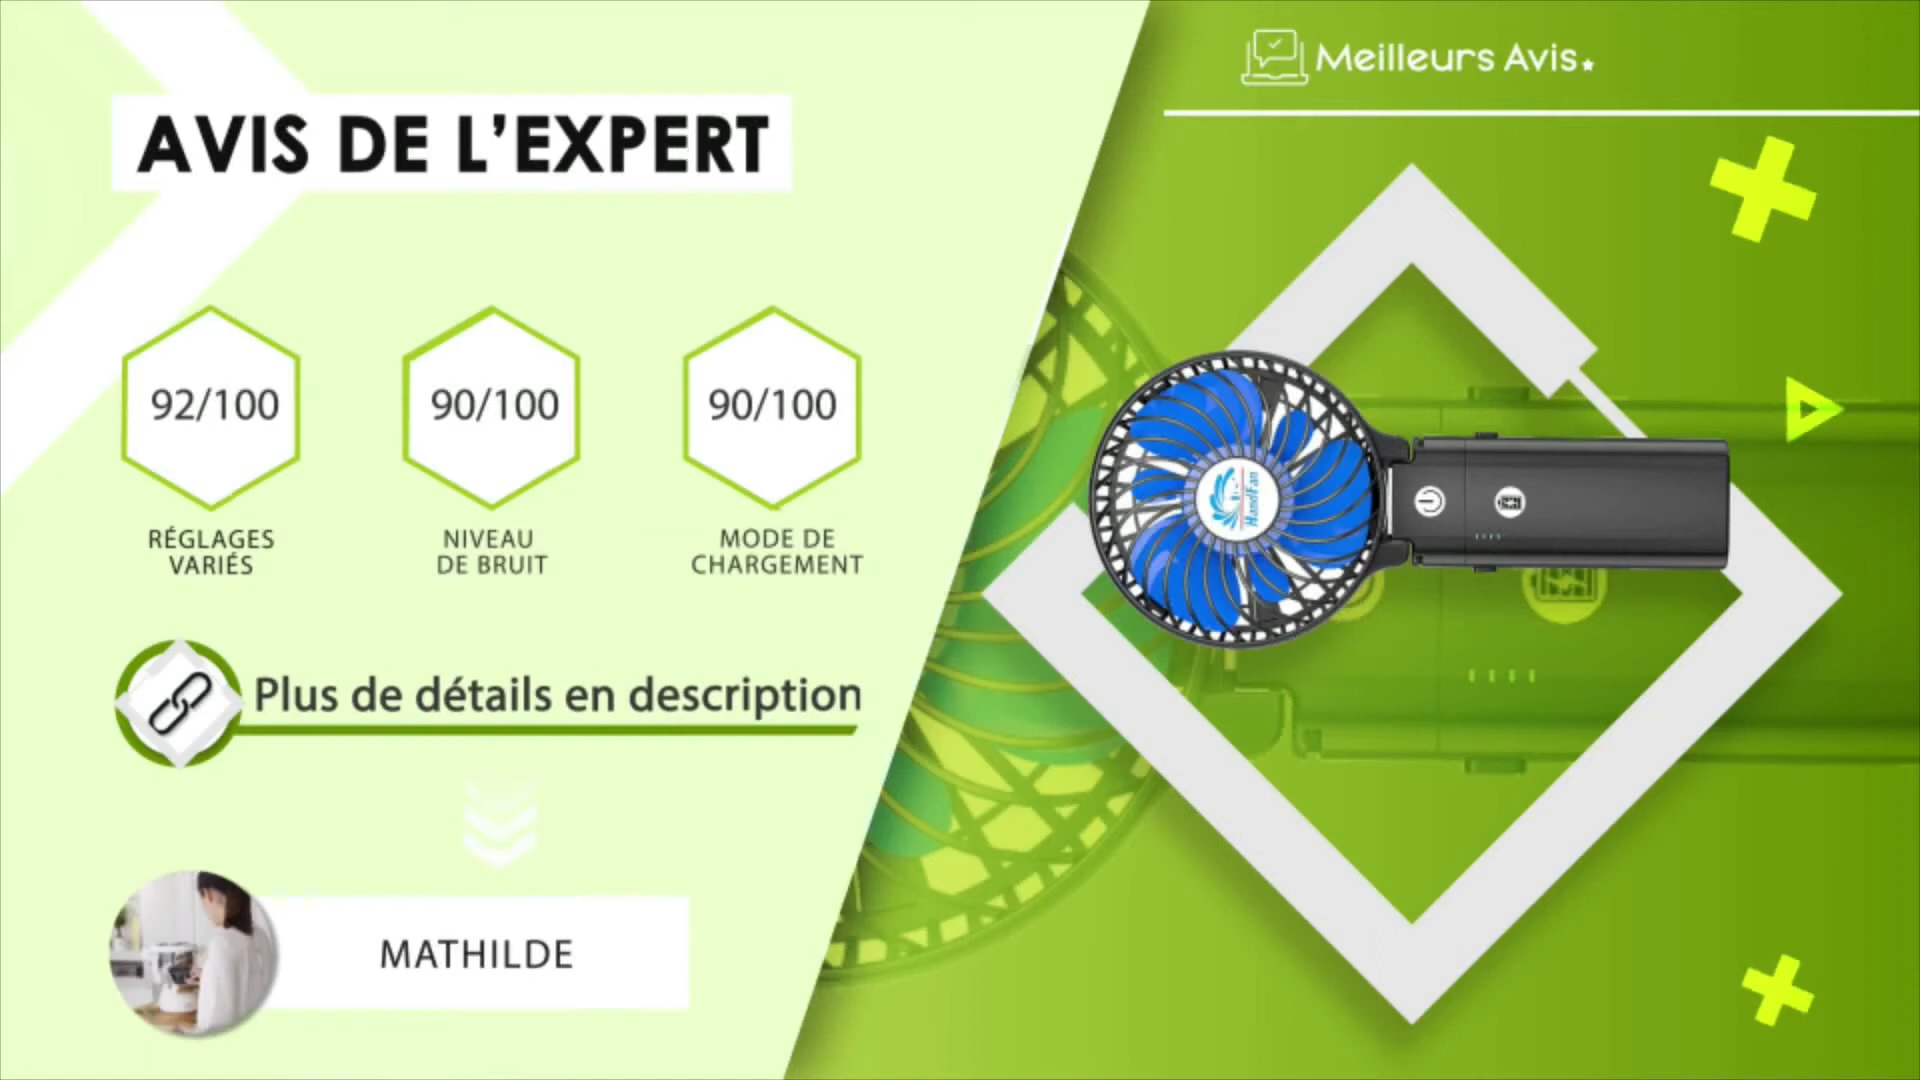 Meilleurs Avis
AVIS DE L'EXPERT
92/100
90/100
90/100
RÉGLAGES
VARIÉS
NIVEAU
DE BRUIT
MODE DE
CHARGEMENT
HandFan
Plus de détails en description
MATHILDE